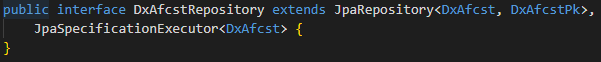 public interface DxAfcstRepository extends JpaRepository<DxAfcst, DxAfcstPk>,
    JpaSpecificationExecutor<DxAfcst> {
}